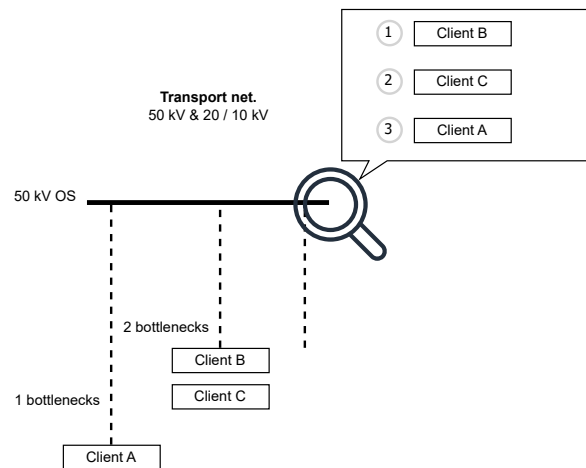 1 Client B
2 Client C
3 Client A
Transport net.
50 kV & 20 / 10 kV
50 kV OS
2 bottlenecks
Client B
Client C
1 bottlenecks
Client A